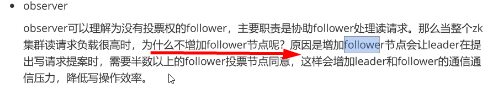 • observer
observer可以理解为没有投票权的follower，主要职责是协助follower处理读请求。那么当整个zk
集群读请求负载很高时，为什么不增加follower节点呢？原因是增加follower节点会让leader在提
出写请求提案时，需要半数以上的follower投票节点同意，这样会增加leader和follower的通信通
信压力，降低写操作效率。